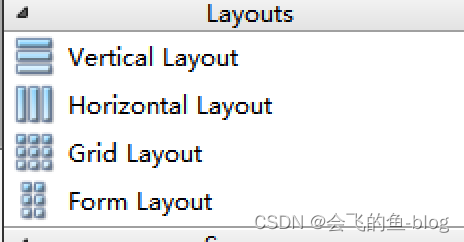 Layouts
Vertical Layout
Horizontal Layout
Grid Layout
Form Layout
CSDN @会飞的鱼-blog